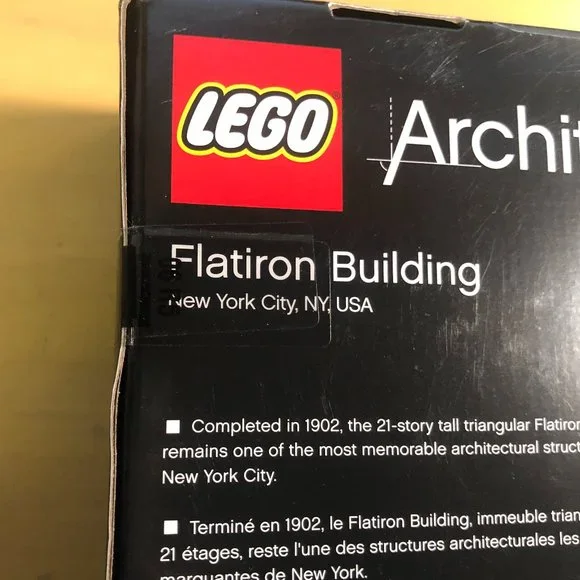 LEGO
Archit
Flatiron Building
New York City, NY, USA
■ Completed in 1902, the 21-story tall triangular Flatiron
remains one of the most memorable architectural struct
New York City.
■ Terminé en 1902, le Flatiron Building, immeuble trian
21 étages, reste l'une des structures architecturales les
marquantes de New York.